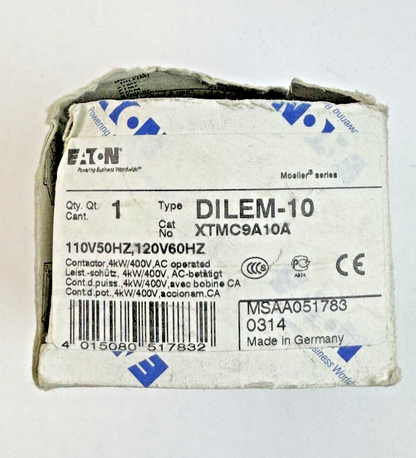 EATON
Powering Business Worldwide
Moeller® series
Qty. Qt. Cant. 1 Type DILEM-10
Cat No XTMC9A10A
110V50HZ,120V60HZ
Contactor,4kW/400V,AC operated
Leist.-schütz, 4kW/400V, AC-betätigt
Cont.d.puiss.,4kW/400V,avec bobine CA
Cont.d.pot.,4kW/400V,accionam.CA
CCC
CE
MSAA051783
0314
Made in Germany
4 015080 517832